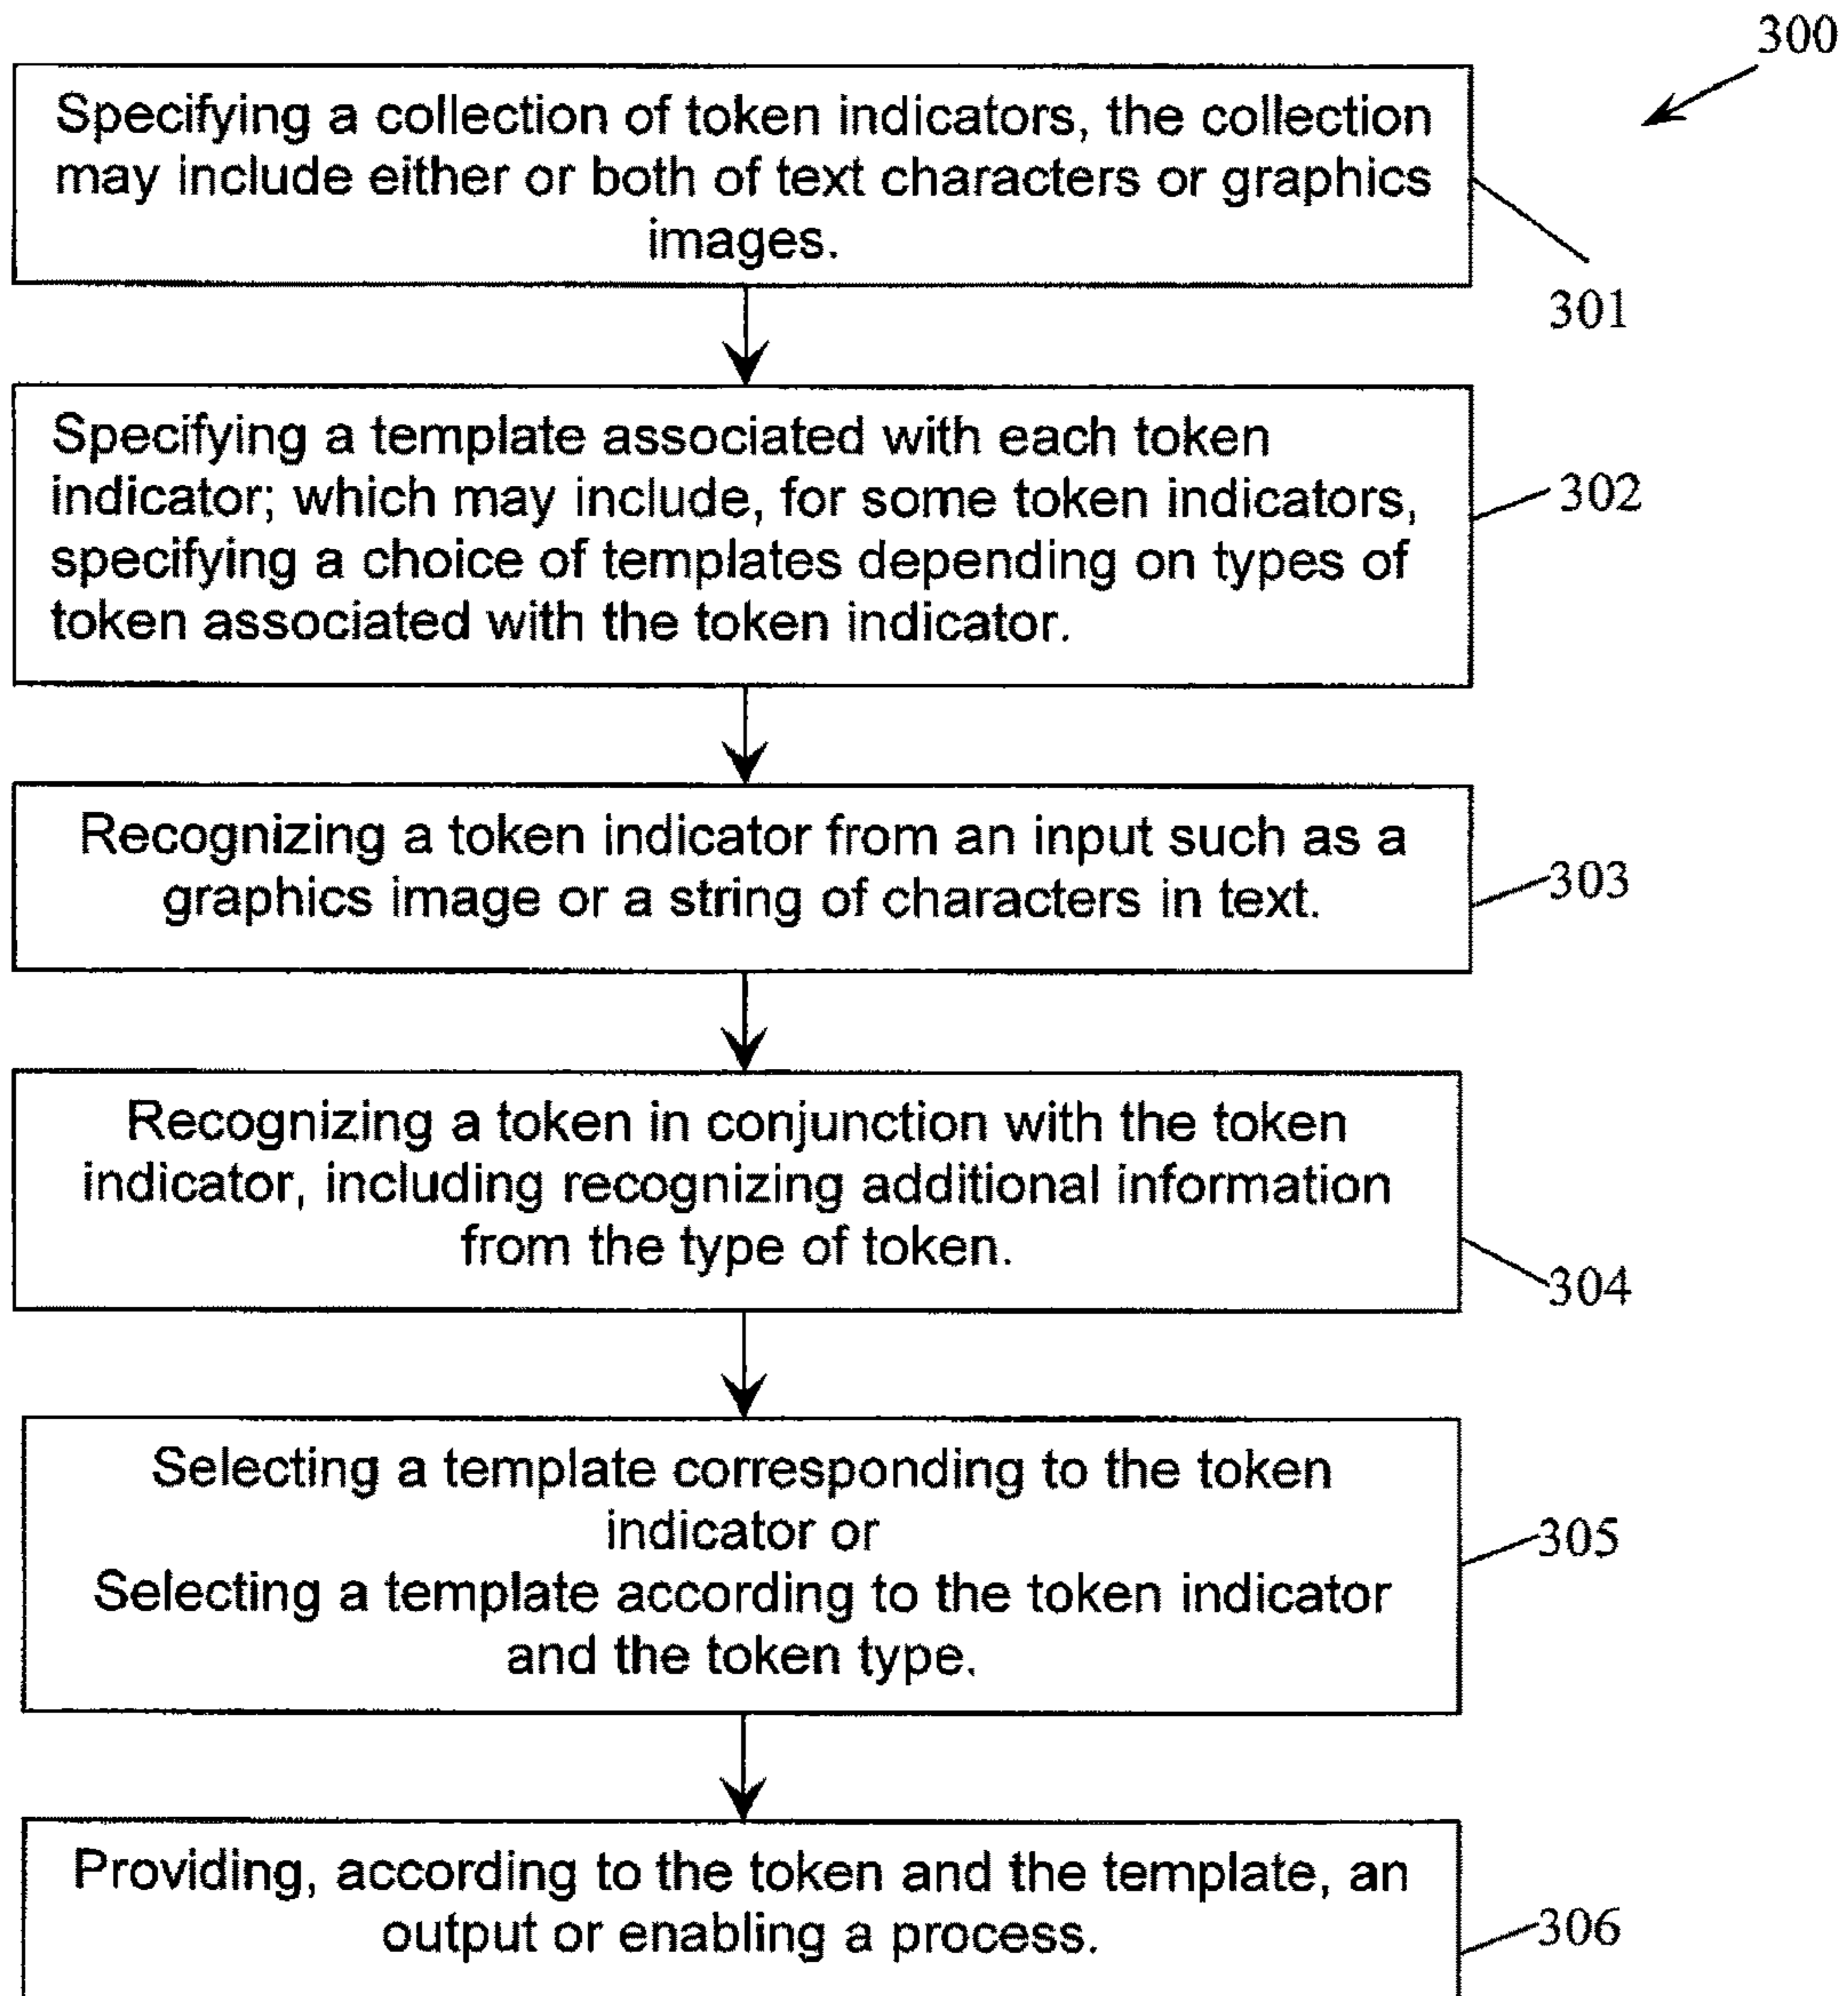 300
Specifying a collection of token indicators, the collection
may include either or both of text characters or graphics
images.
301
Specifying a template associated with each token
indicator; which may include, for some token indicators,
specifying a choice of templates depending on types of
token associated with the token indicator.
302
Recognizing a token indicator from an input such as a
graphics image or a string of characters in text.
303
Recognizing a token in conjunction with the token
indicator, including recognizing additional information
from the type of token.
304
Selecting a template corresponding to the token
indicator or
Selecting a template according to the token indicator
and the token type.
305
Providing, according to the token and the template, an
output or enabling a process.
306